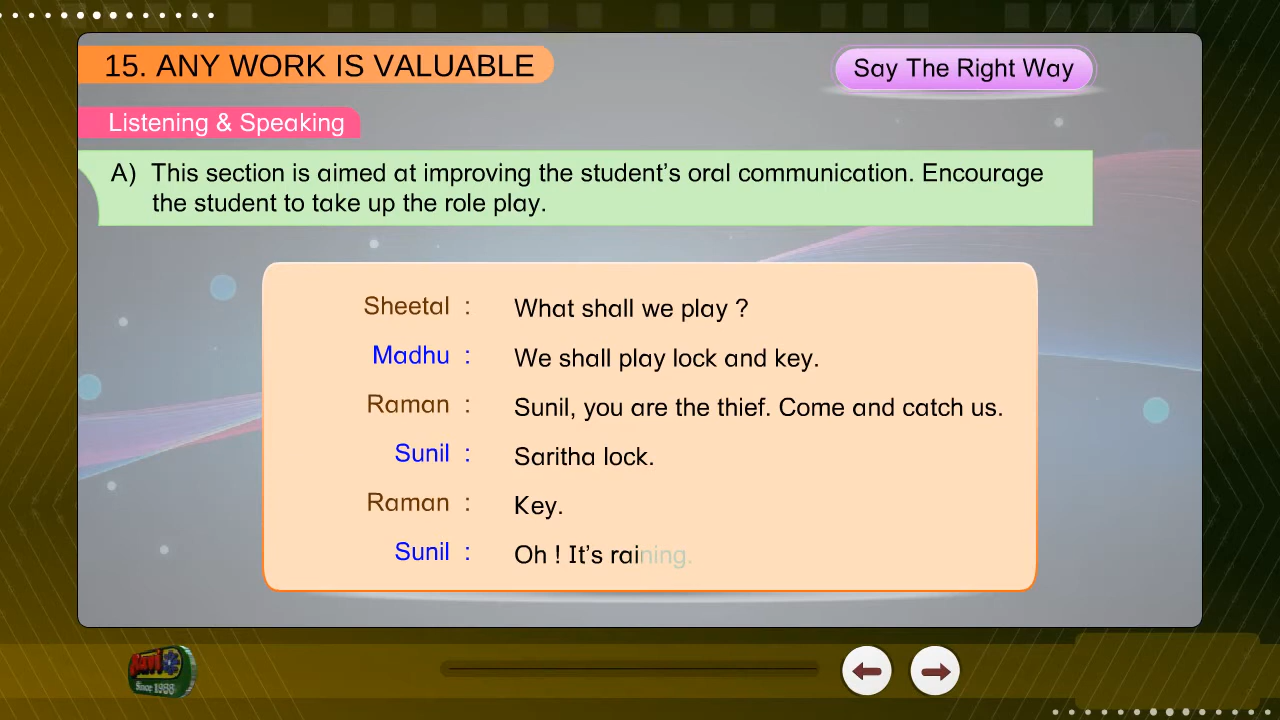 15. ANY WORK IS VALUABLE
Say The Right Way
Listening & Speaking
A) This section is aimed at improving the student's oral communication. Encourage
the student to take up the role play.
Sheetal : What shall we play ?
Madhu : We shall play lock and key.
Raman : Sunil, you are the thief. Come and catch us.
Sunil : Saritha lock.
Raman : Key.
Sunil : Oh ! It's raining.
Since 1986